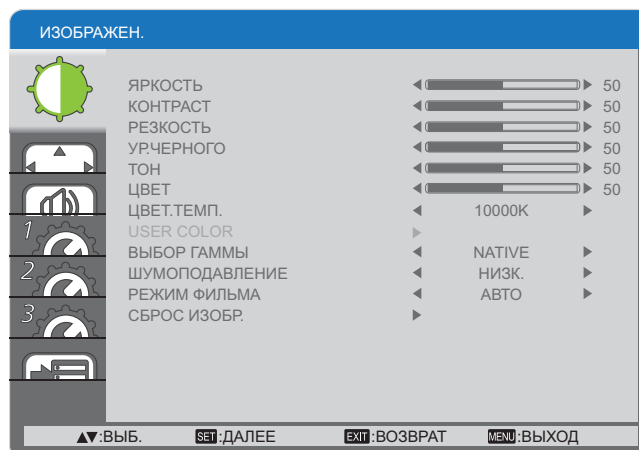 ИЗОБРАЖЕН.
ЯРКОСТЬ 50
КОНТРАСТ 50
РЕЗКОСТЬ 50
УР.ЧЕРНОГО 50
ТОН 50
ЦВЕТ 50
ЦВЕТ.ТЕМП. 10000K
USER COLOR
ВЫБОР ГАММЫ NATIVE
ШУМОПОДАВЛЕНИЕ НИЗК.
РЕЖИМ ФИЛЬМА АВТО
СБРОС ИЗОБР.
1
2
3
▲▼:ВЫБ. SET:ДАЛЕЕ EXIT:ВОЗВРАТ MENU:ВЫХОД